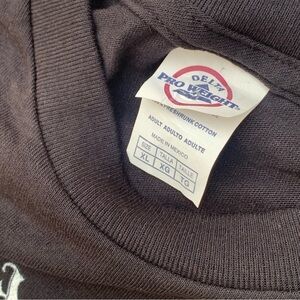 DELTA
PRO WEIGHT
PRESHRUNK COTTON
ADULT ADULTO ADULTE
MADE IN MEXICO
SIZE TALLA TAILLE
XL XG TG